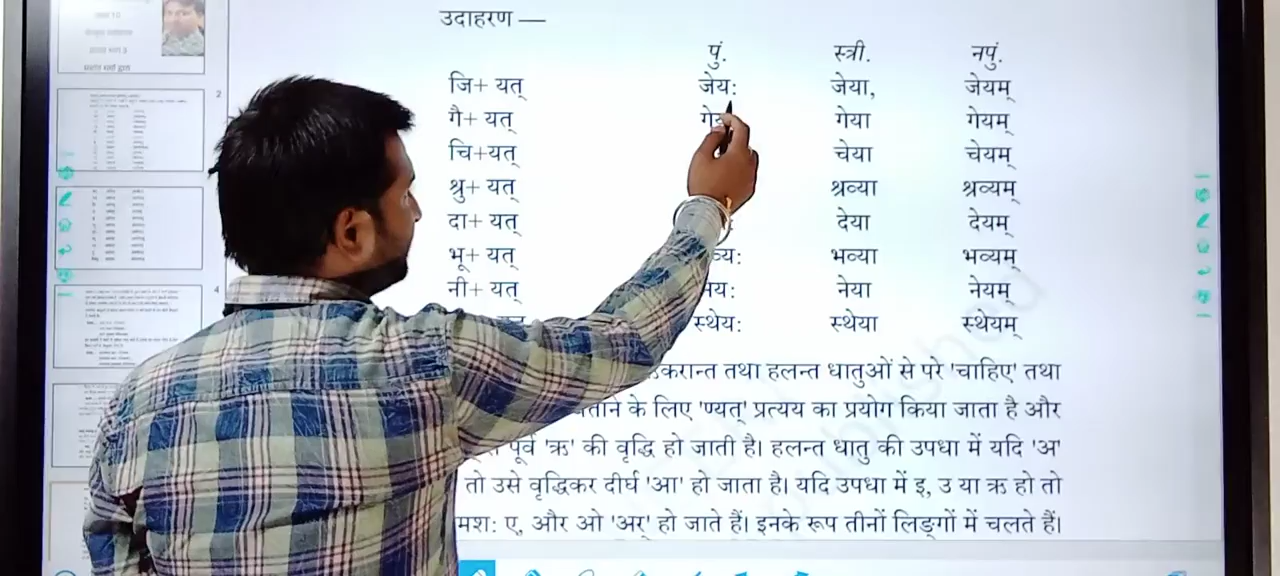 उदाहरण —
पुं. स्त्री. नपुं.
जि+ यत् जेय: जेया, जेयम्
गै+ यत् गेया गेयम्
चि+यत् चेया चेयम्
श्रु+ यत् श्रव्या श्रव्यम्
दा+ यत् देया देयम्
भू+ यत् भव्या भव्यम्
नी+ यत् नेया नेयम्
स्थेय: स्थेया स्थेयम्
तथा हलन्त धातुओं से परे 'चाहिए' तथा
के लिए 'ण्यत्' प्रत्यय का प्रयोग किया जाता है और
पूर्व 'ऋ' की वृद्धि हो जाती है। हलन्त धातु की उपधा में यदि 'अ'
तो उसे वृद्धिकर दीर्घ 'आ' हो जाता है। यदि उपधा में इ, उ या ऋ हो तो
मश: ए, और ओ 'अर्' हो जाते हैं। इनके रूप तीनों लिङ्गों में चलते हैं।